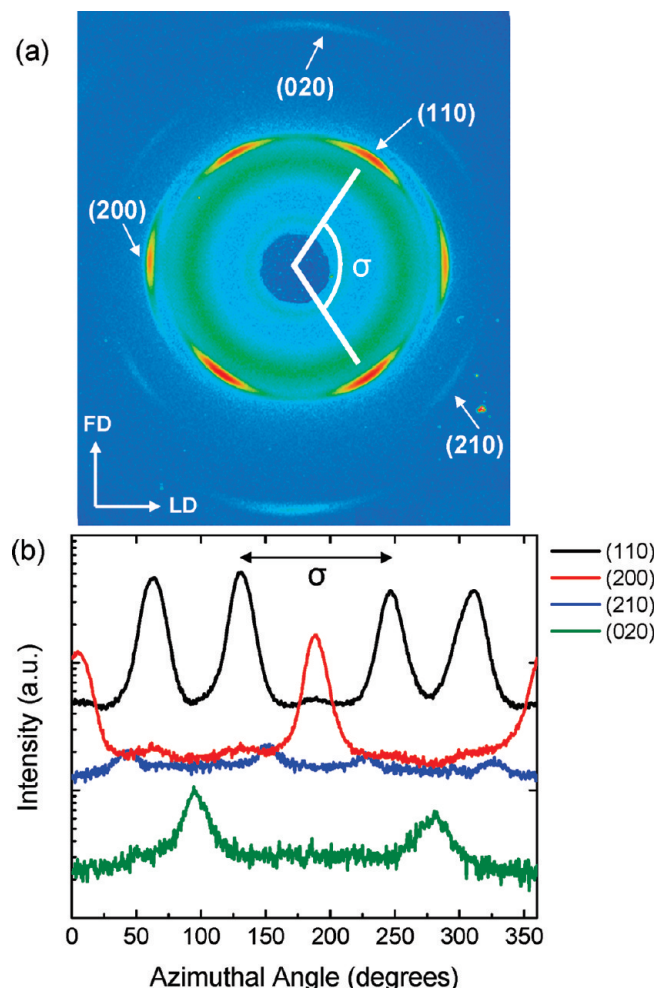 (a)
(020)
(110)
(200)
σ
(210)
FD
LD
(b)
σ
(110)
(200)
(210)
(020)
Intensity (a.u.)
0 50 100 150 200 250 300 350
Azimuthal Angle (degrees)